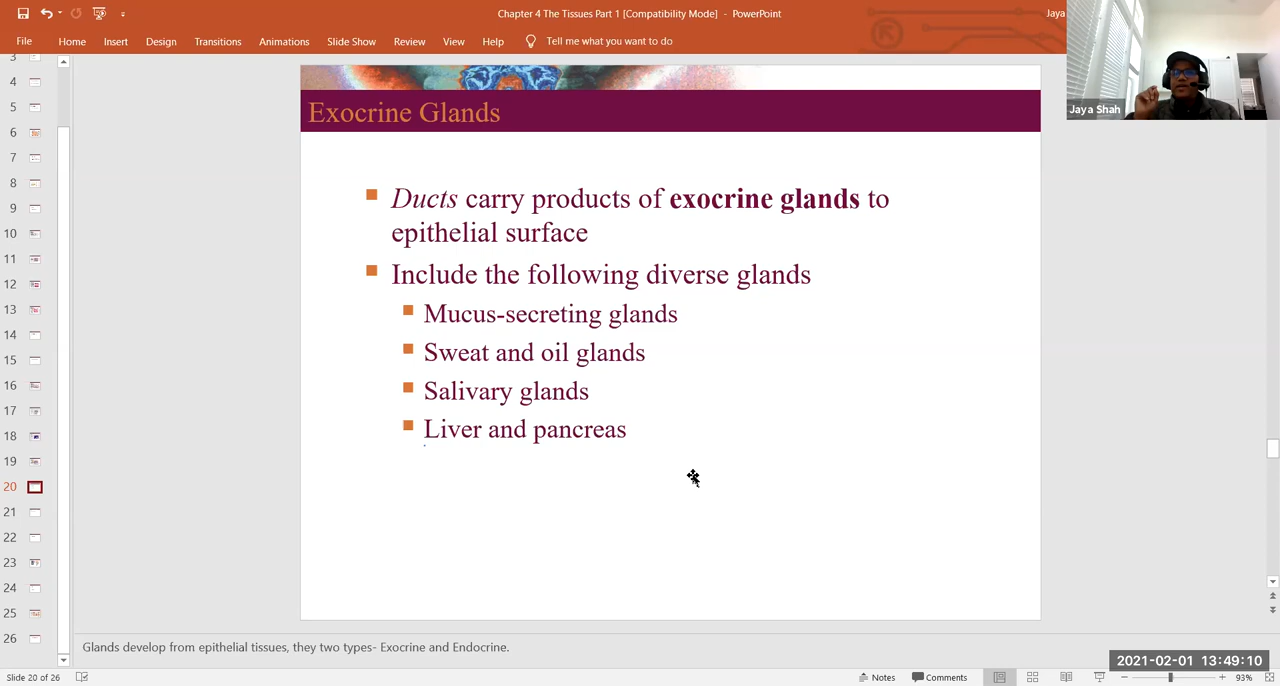 Chapter 4 The Tissues Part 1 [Compatibility Mode] - PowerPoint
Jaya
File Home Insert Design Transitions Animations Slide Show Review View Help Tell me what you want to do
Jaya Shah
3
4
5
6
7
8
9
10
11
12
13
14
15
16
17
18
19
20
21
22
23
24
25
26
Exocrine Glands
Ducts carry products of exocrine glands to
epithelial surface
Include the following diverse glands
Mucus-secreting glands
Sweat and oil glands
Salivary glands
Liver and pancreas
Glands develop from epithelial tissues, they two types- Exocrine and Endocrine.
2021-02-01 13:49:10
Slide 20 of 26 Notes Comments 93%